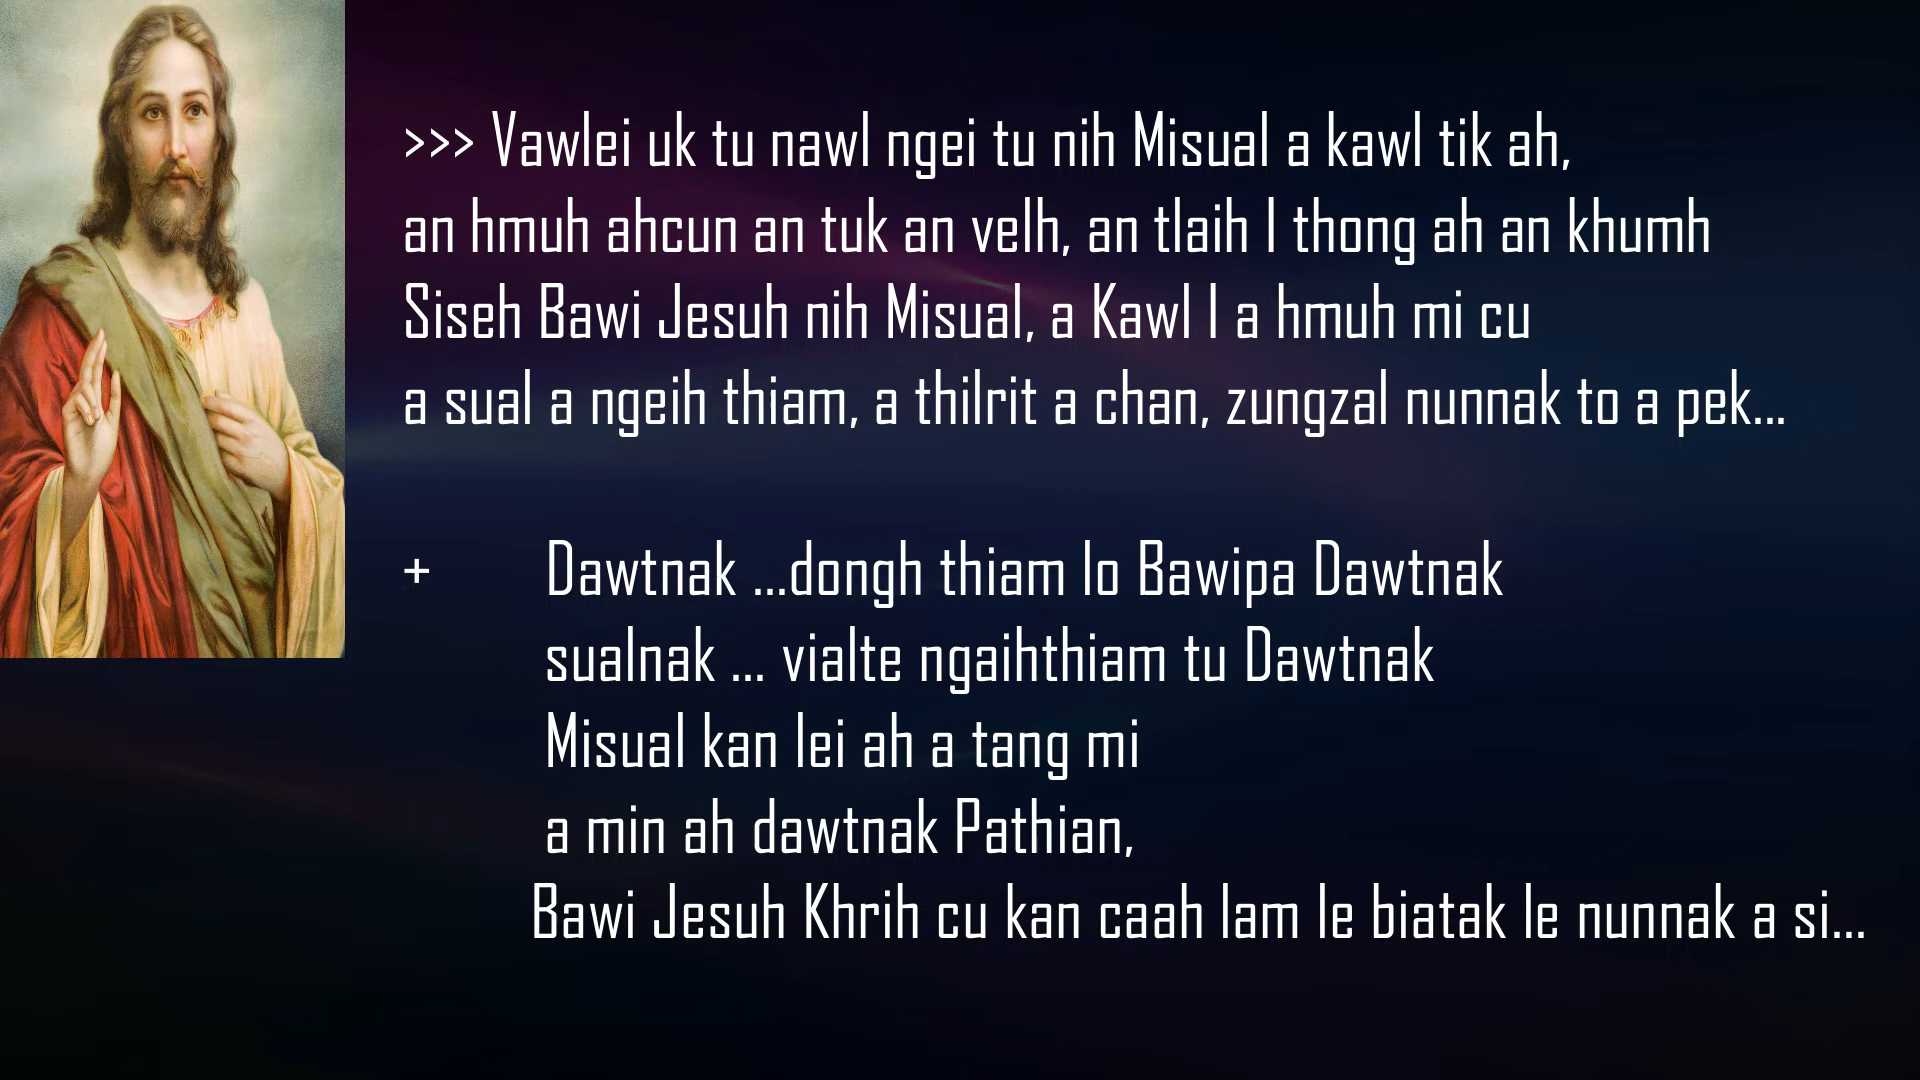 >>> Vawlei uk tu nawl ngei tu nih Misual a kawl tik ah,
an hmuh ahcun an tuk an velh, an tlaih I thong ah an khumh
Siseh Bawi Jesuh nih Misual, a Kawl I a hmuh mi cu
a sual a ngeih thiam, a thilrit a chan, zungzal nunnak to a pek...
+ Dawtnak ...dongh thiam lo Bawipa Dawtnak
sualnak ... vialte ngaihthiam tu Dawtnak
Misual kan lei ah a tang mi
a min ah dawtnak Pathian,
Bawi Jesuh Khrih cu kan caah lam le biatak le nunnak a si...